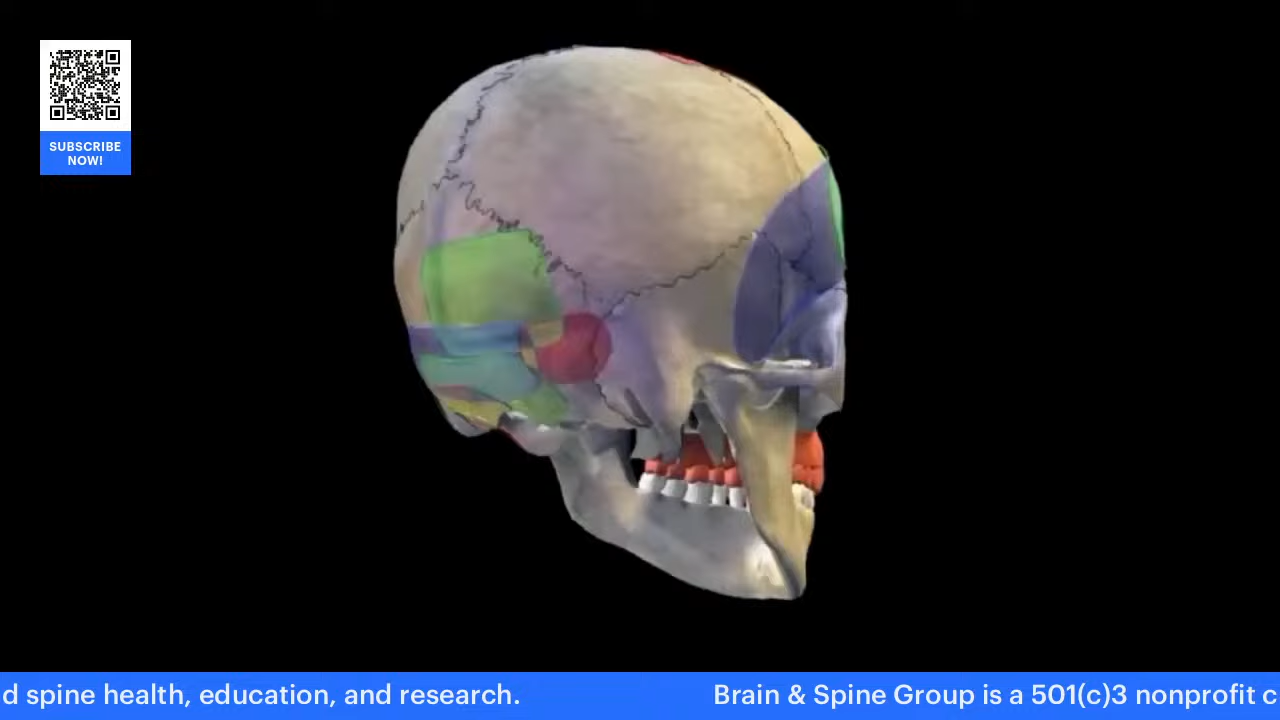 SUBSCRIBE
NOW!
d spine health, education, and research. Brain & Spine Group is a 501(c)3 nonprofit c